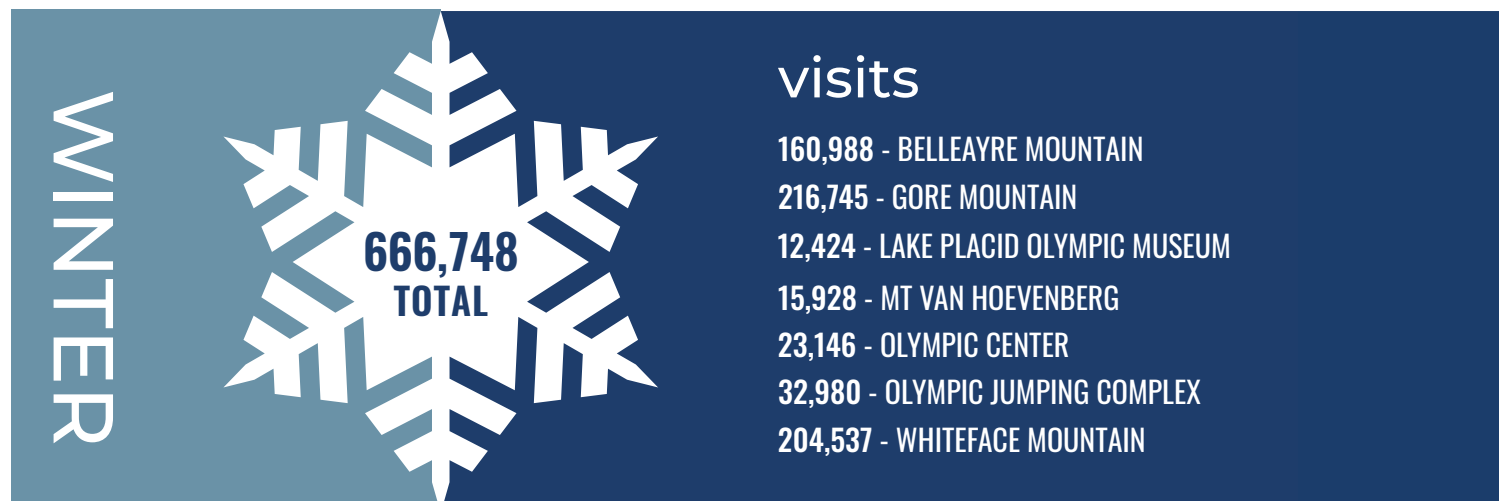 WINTER
666,748
TOTAL
visits
160,988 - BELLEAYRE MOUNTAIN
216,745 - GORE MOUNTAIN
12,424 - LAKE PLACID OLYMPIC MUSEUM
15,928 - MT VAN HOEVENBERG
23,146 - OLYMPIC CENTER
32,980 - OLYMPIC JUMPING COMPLEX
204,537 - WHITEFACE MOUNTAIN